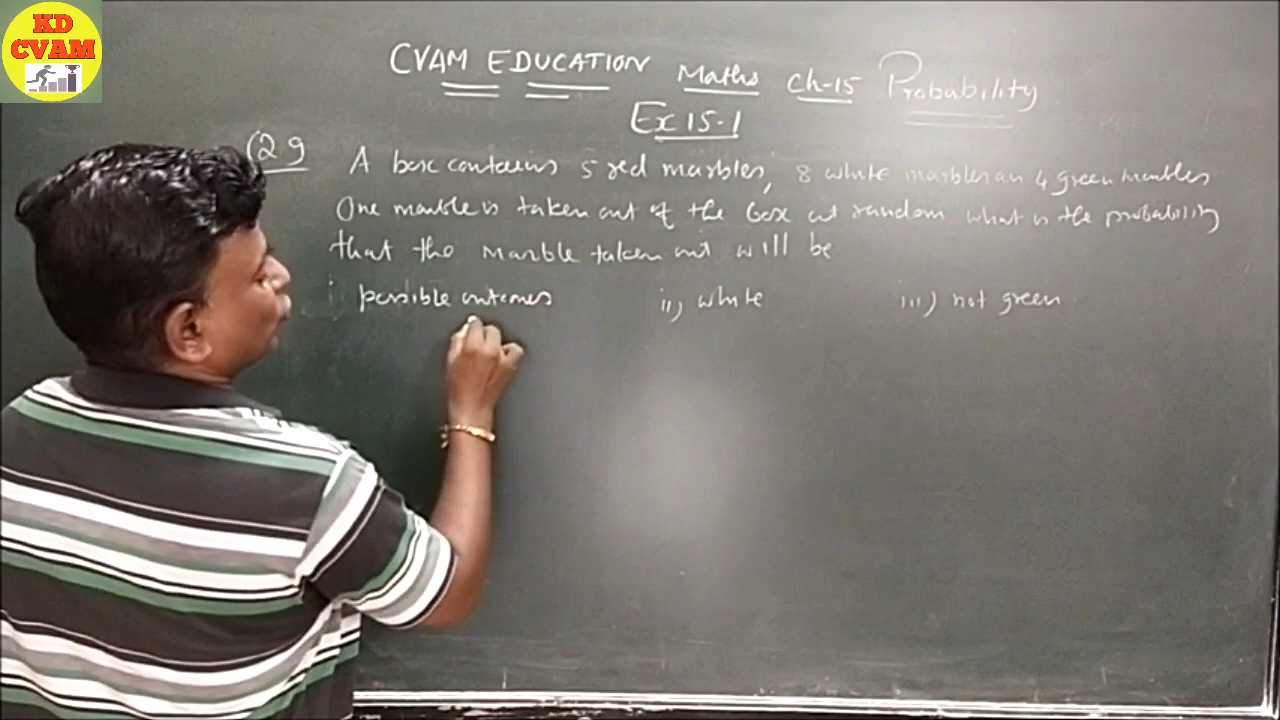 KD
CVAM
CVAM EDUCATION Maths Ch-15 Probability
Ex 15.1
Q9 A box contains 5 red marbles, 8 white marbles an 4 green marbles
One marble is taken out of the box at random what is the probability
that the marble taken out will be
possible outcomes ii) white iii) not green